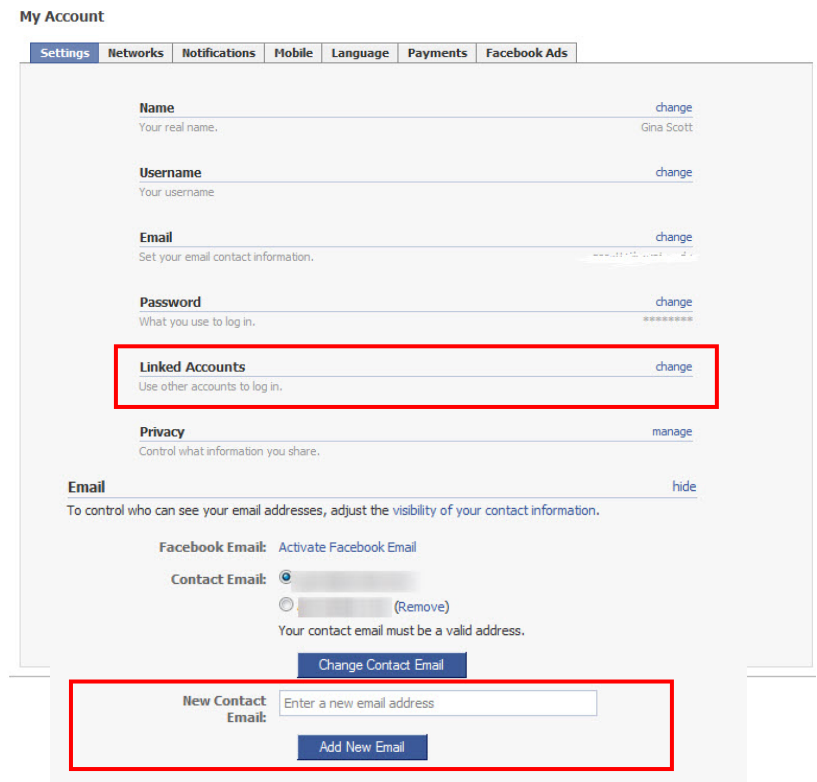 My Account
Settings Networks Notifications Mobile Language Payments Facebook Ads
Name change
Your real name. Gina Scott
Username change
Your username
Email change
Set your email contact information.
Password change
What you use to log in. ********
Linked Accounts change
Use other accounts to log in.
Privacy manage
Control what information you share.
Email hide
To control who can see your email addresses, adjust the visibility of your contact information.
Facebook Email: Activate Facebook Email
Contact Email:
(Remove)
Your contact email must be a valid address.
Change Contact Email
New Contact Enter a new email address
Email:
Add New Email